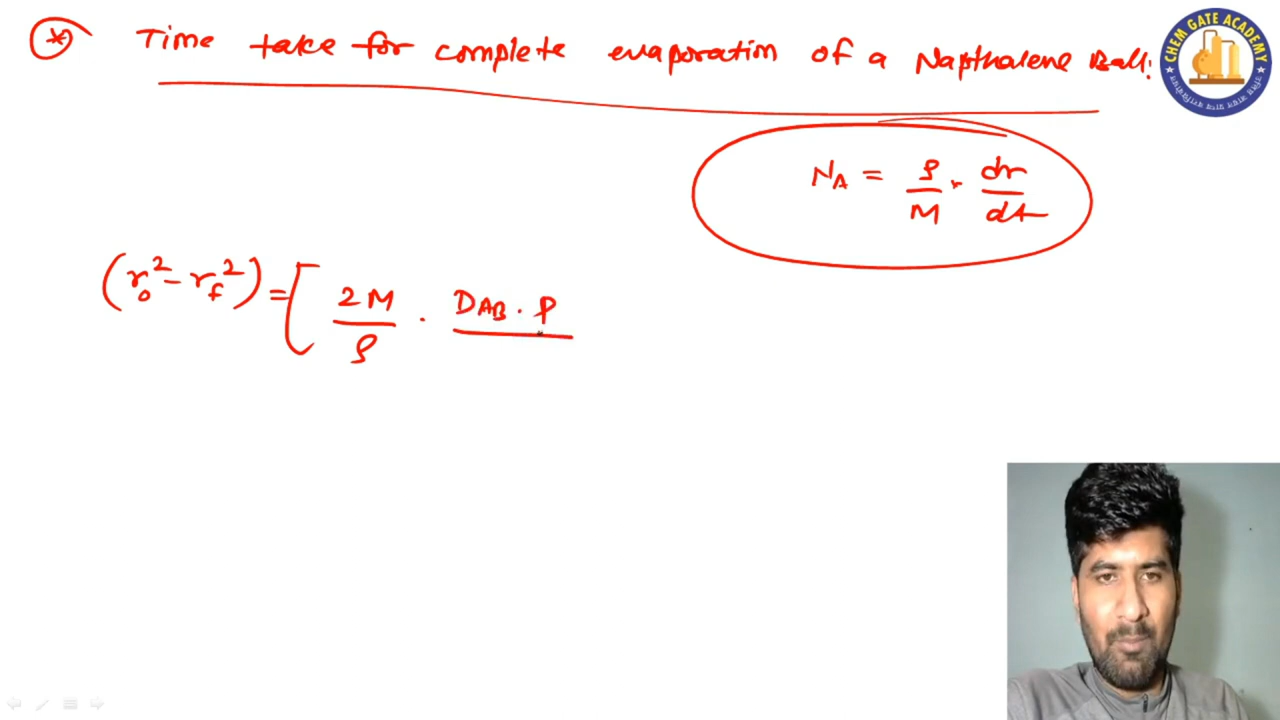 * Time take for complete evaporation of a Napthalene Ball:
CHEM GATE ACADEMY
N_A = ρ/M × dr/dt
(r₀² - r_f²) = [ 2M/ρ · D_AB · P